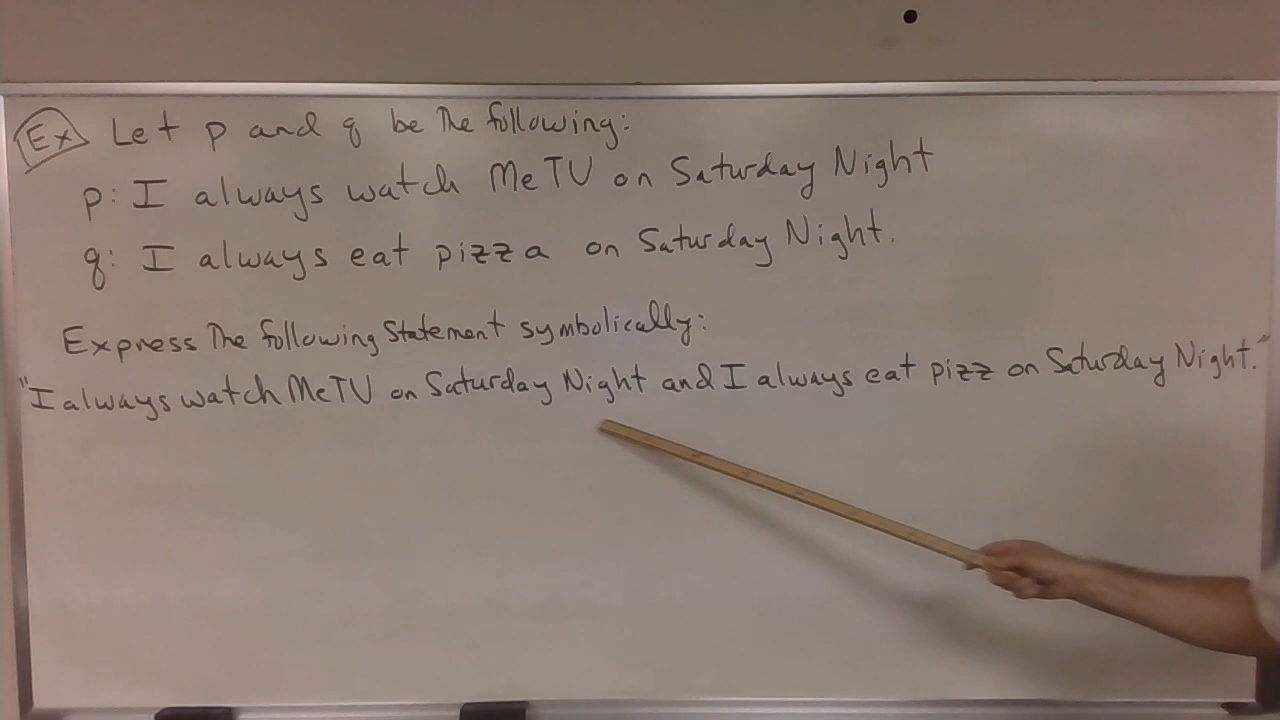 Ex Let p and q be the following:
p: I always watch MeTV on Saturday Night
q: I always eat pizza on Saturday Night.
Express the following Statement symbolically:
"I always watch MeTV on Saturday Night and I always eat pizz on Saturday Night."